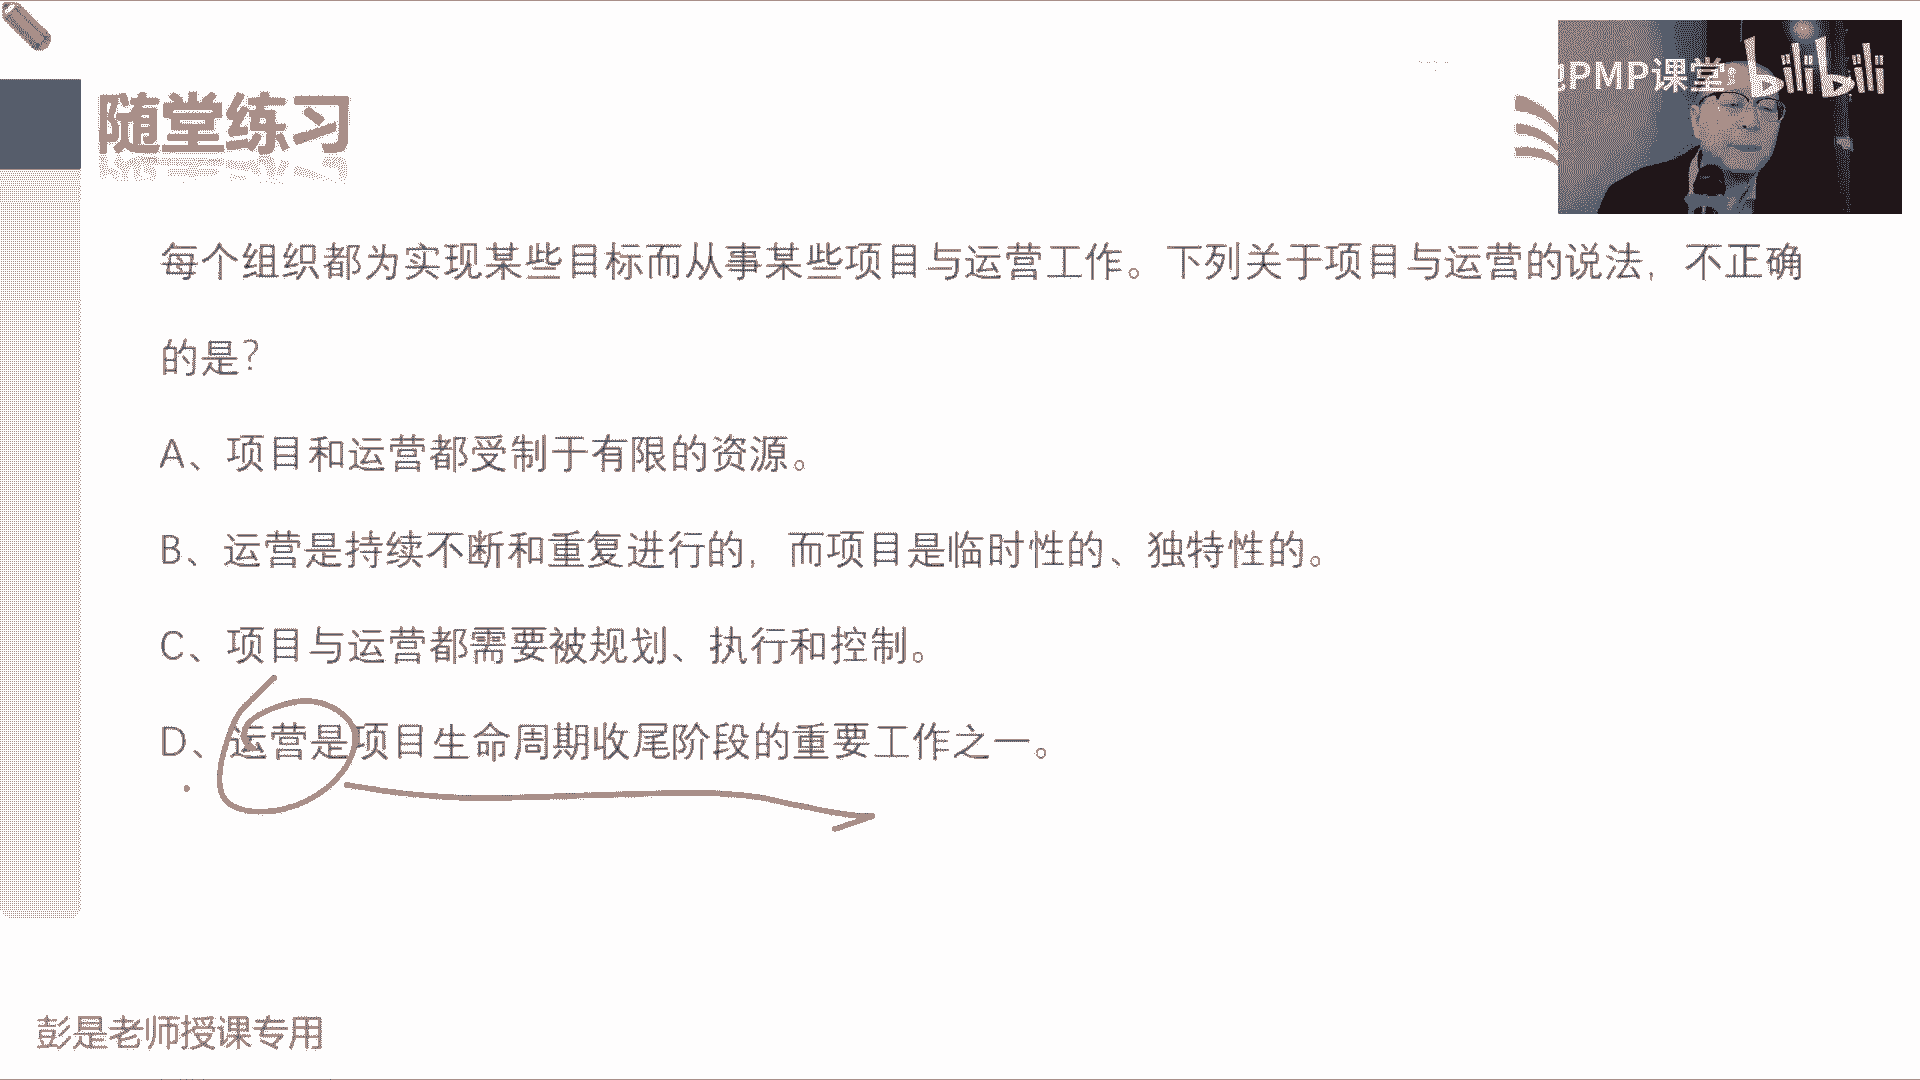 PMP课堂 bilibili
随堂练习
每个组织都为实现某些目标而从事某些项目与运营工作。下列关于项目与运营的说法，不正确
的是？
A、项目和运营都受制于有限的资源。
B、运营是持续不断和重复进行的，而项目是临时性的、独特性的。
C、项目与运营都需要被规划、执行和控制。
D、运营是项目生命周期收尾阶段的重要工作之一。
彭是老师授课专用